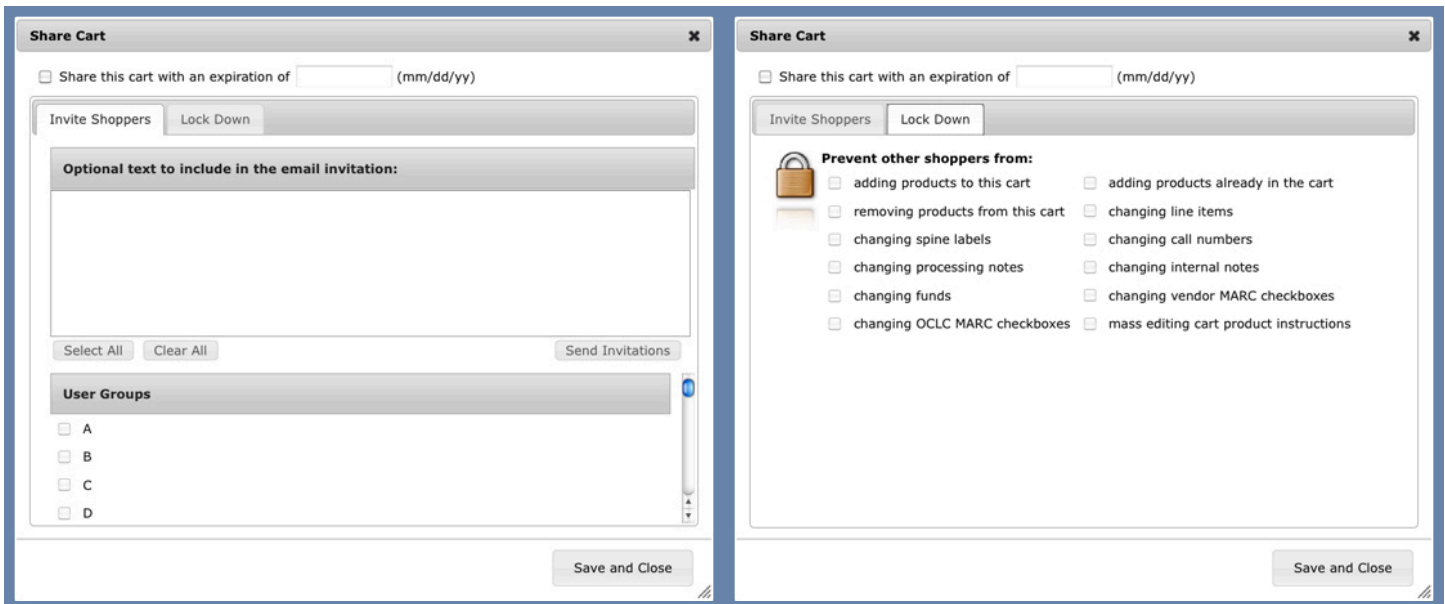 Share Cart
Share this cart with an expiration of (mm/dd/yy)
Invite Shoppers Lock Down
Optional text to include in the email invitation:
Select All Clear All Send Invitations
User Groups
A
B
C
D
Save and Close
Share Cart
Share this cart with an expiration of (mm/dd/yy)
Invite Shoppers Lock Down
Prevent other shoppers from:
adding products to this cart adding products already in the cart
removing products from this cart changing line items
changing spine labels changing call numbers
changing processing notes changing internal notes
changing funds changing vendor MARC checkboxes
changing OCLC MARC checkboxes mass editing cart product instructions
Save and Close